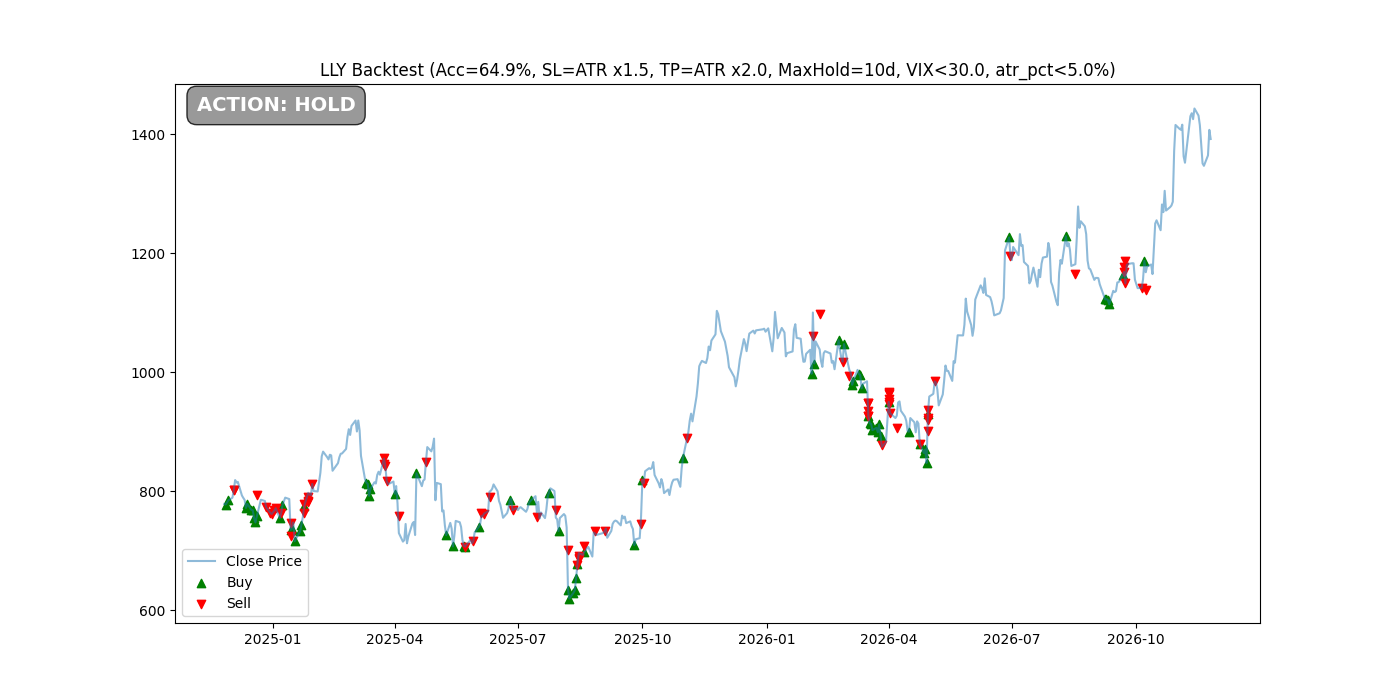 LLY Backtest (Acc=64.9%, SL=ATR x1.5, TP=ATR x2.0, MaxHold=10d, VIX<30.0, atr_pct<5.0%)
ACTION: HOLD
1400
1200
1000
800
600
Close Price
Buy
Sell
2025-01 2025-04 2025-07 2025-10 2026-01 2026-04 2026-07 2026-10